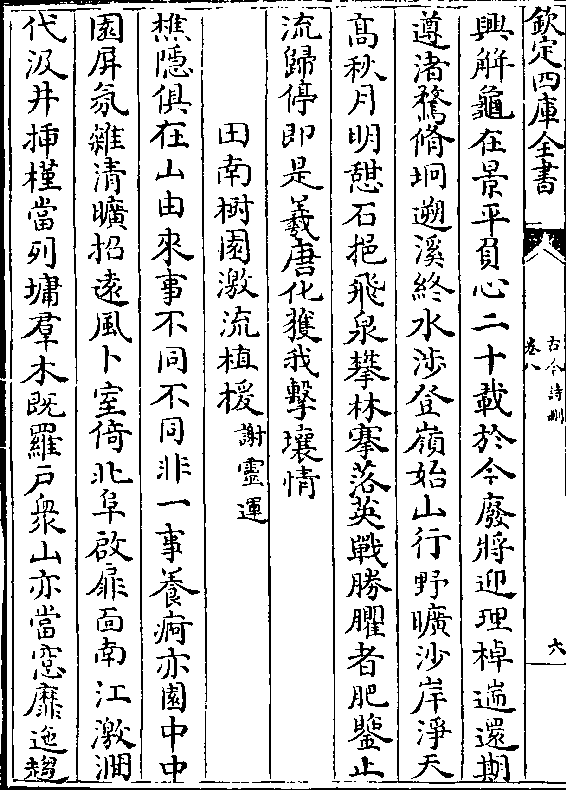 欽定四庫全書
古今詩刪
卷八
六
興解龜在景平負心二十載於今廢將迎理棹遄還期
遵渚騖脩坰遡溪終水涉登嶺始山行野曠沙岸淨天
髙秋月明憇石挹飛泉攀林搴落英戰勝臞者肥鑒止
流歸停即是羲唐化獲我擊壤情
田南樹園激流植楥謝靈運
樵隱俱在山由來事不同不同非一事養痾亦園中中
園屏氛雜清曠招逺風卜室倚北阜啟扉面南江激澗
代汲井揷槿當列墉羣木既羅戸衆山亦當窓靡迤趨